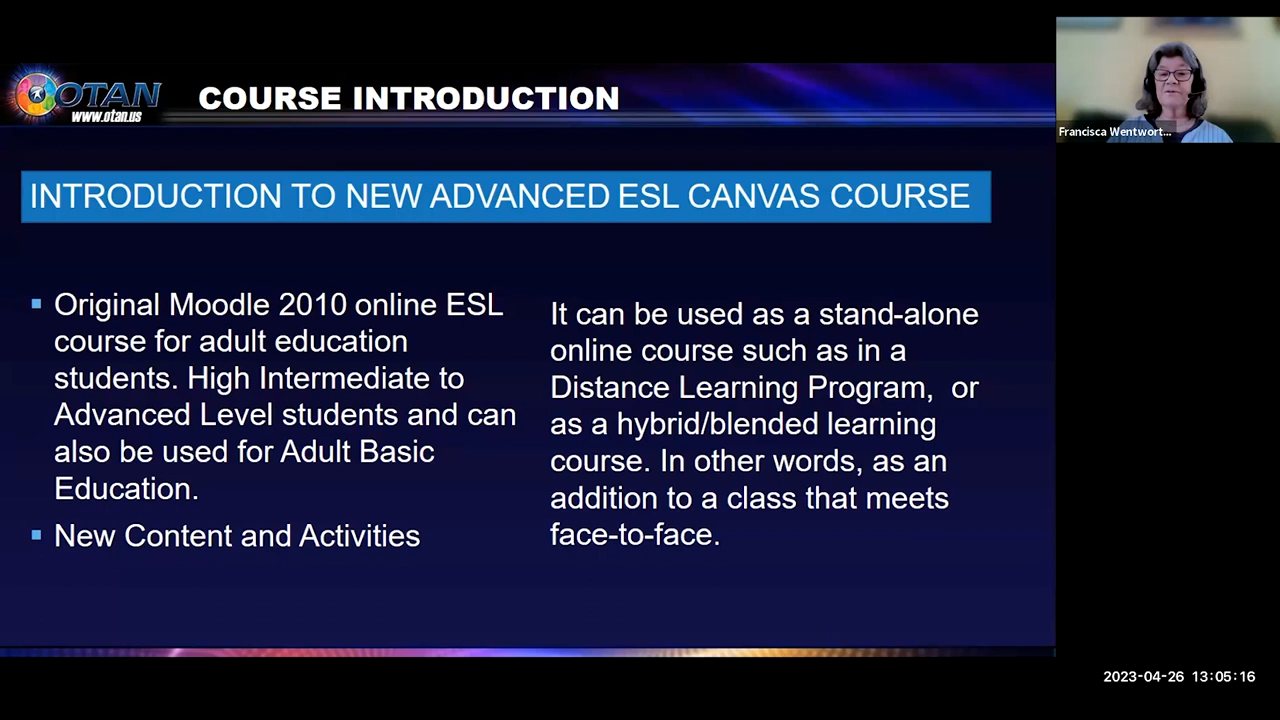 OTAN
www.otan.us
COURSE INTRODUCTION
INTRODUCTION TO NEW ADVANCED ESL CANVAS COURSE
▪ Original Moodle 2010 online ESL
course for adult education
students. High Intermediate to
Advanced Level students and can
also be used for Adult Basic
Education.
▪ New Content and Activities
It can be used as a stand-alone
online course such as in a
Distance Learning Program,  or
as a hybrid/blended learning
course. In other words, as an
addition to a class that meets
face-to-face.
Francisca Wentwort...
2023-04-26 13:05:16